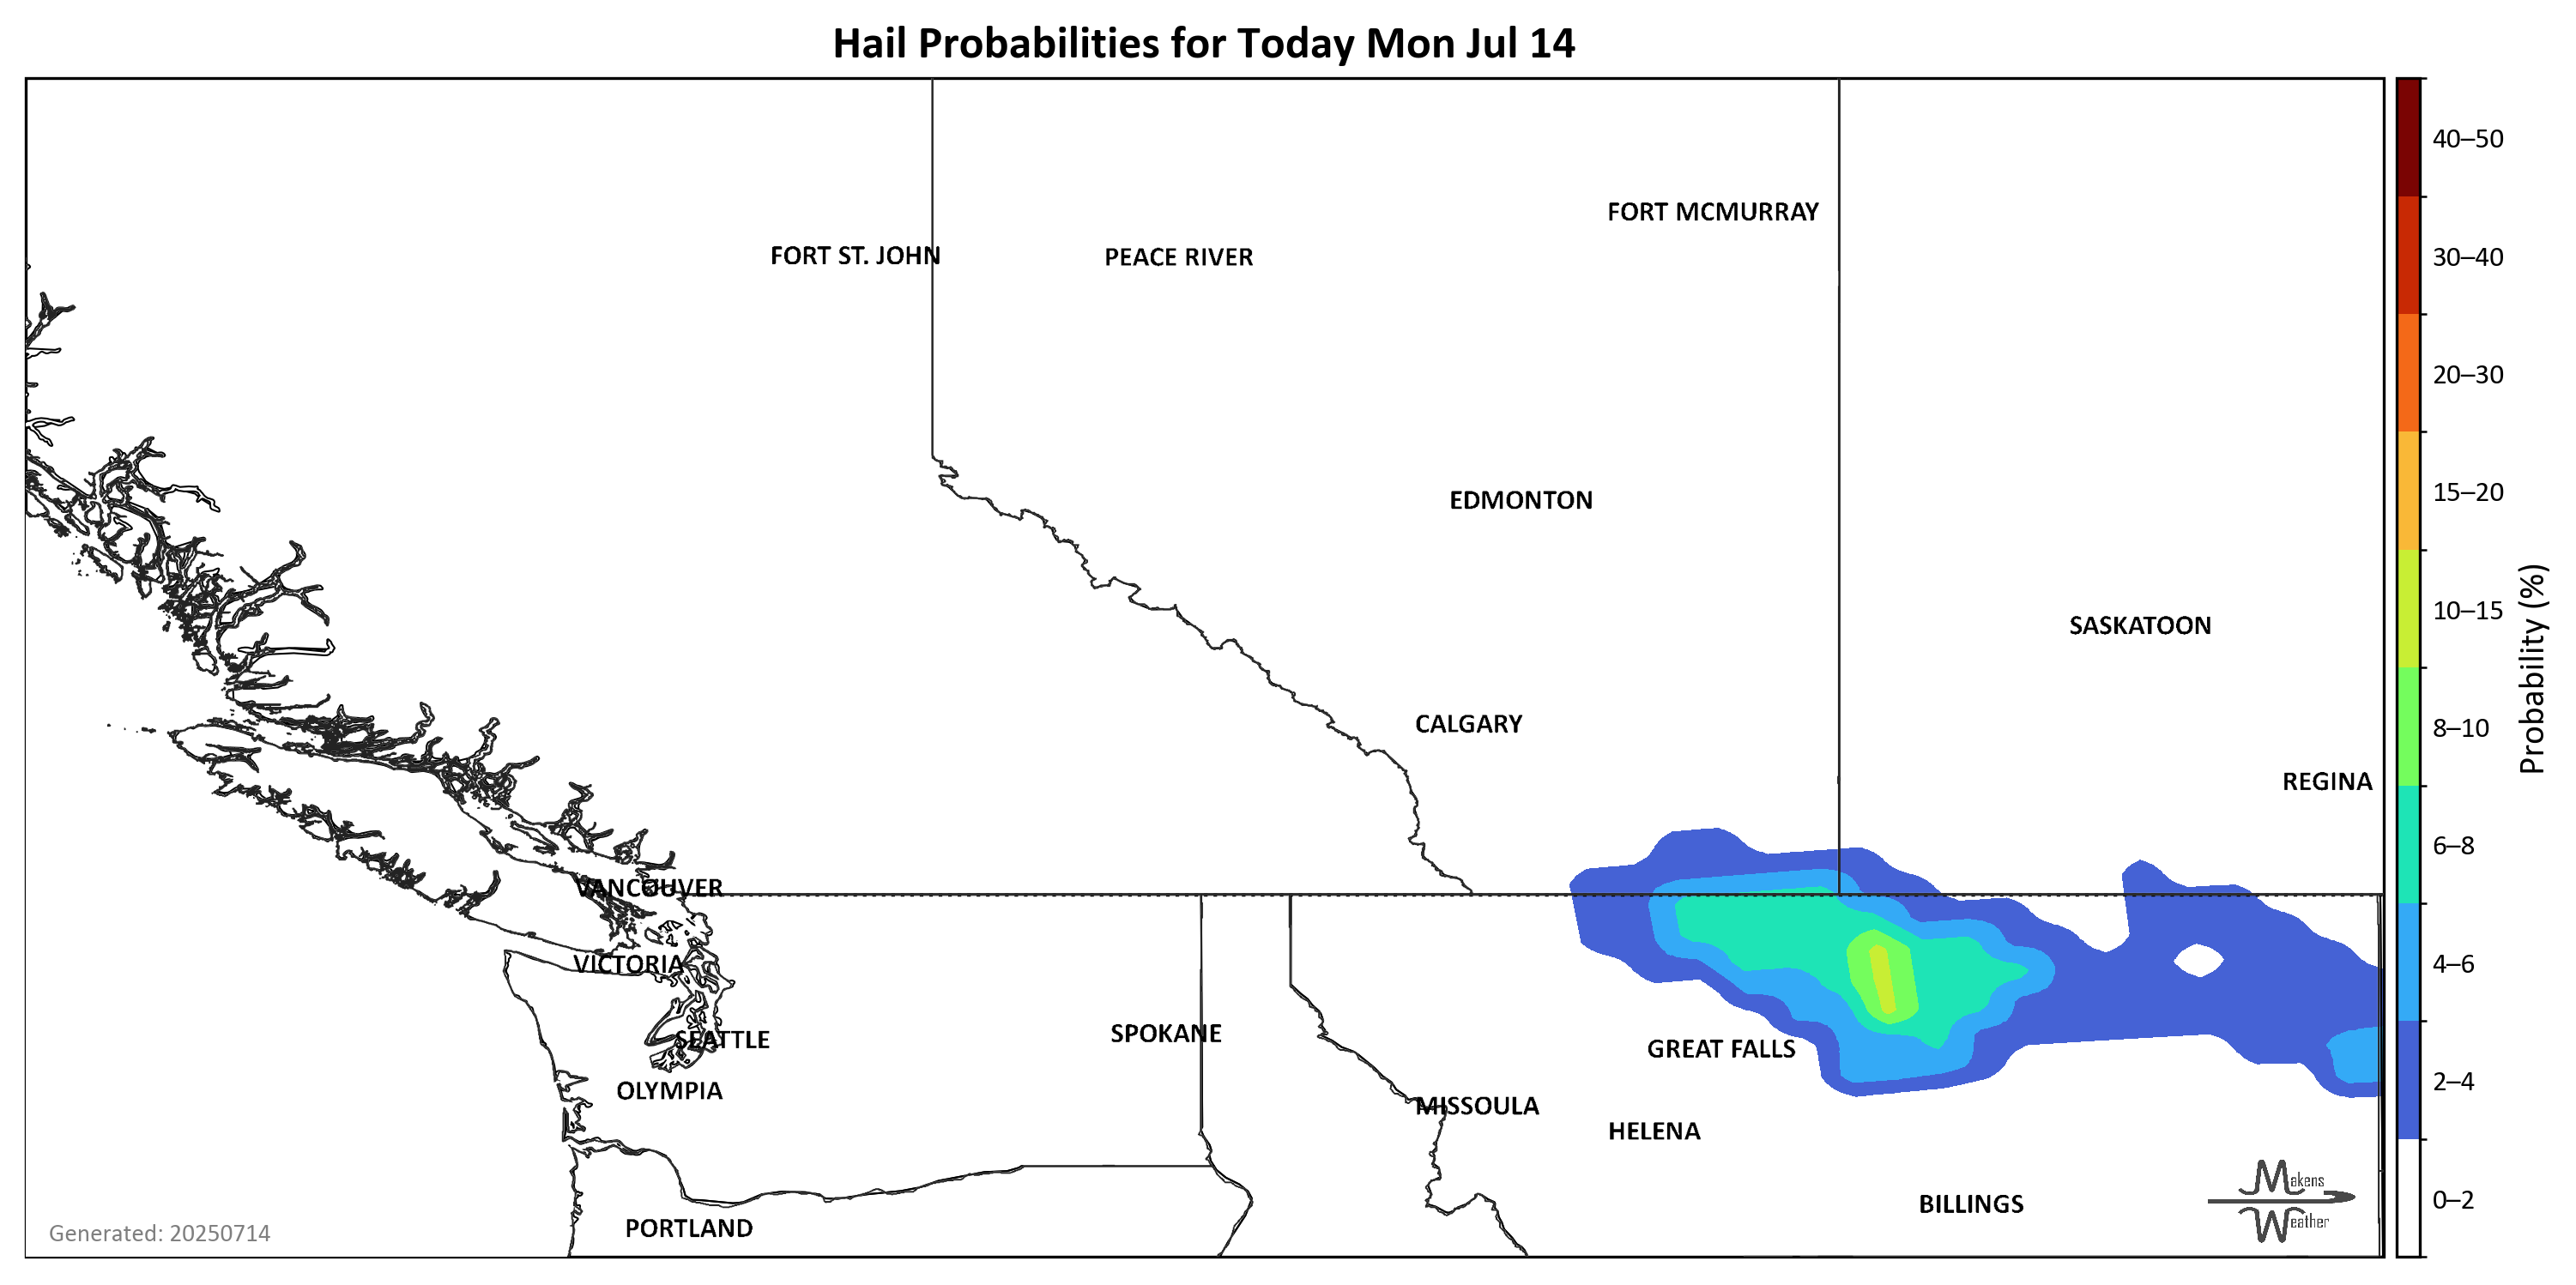 Hail Probabilities for Today Mon Jul 14
40–50
FORT MCMURRAY
FORT ST. JOHN
PEACE RIVER
30–40
20–30
EDMONTON
15–20
10–15
SASKATOON
Probability (%)
CALGARY
8–10
REGINA
6–8
VANCOUVER
VICTORIA
4–6
SEATTLE
SPOKANE
GREAT FALLS
OLYMPIA
2–4
MISSOULA
HELENA
Makens
Weather
BILLINGS
0–2
PORTLAND
Generated: 20250714